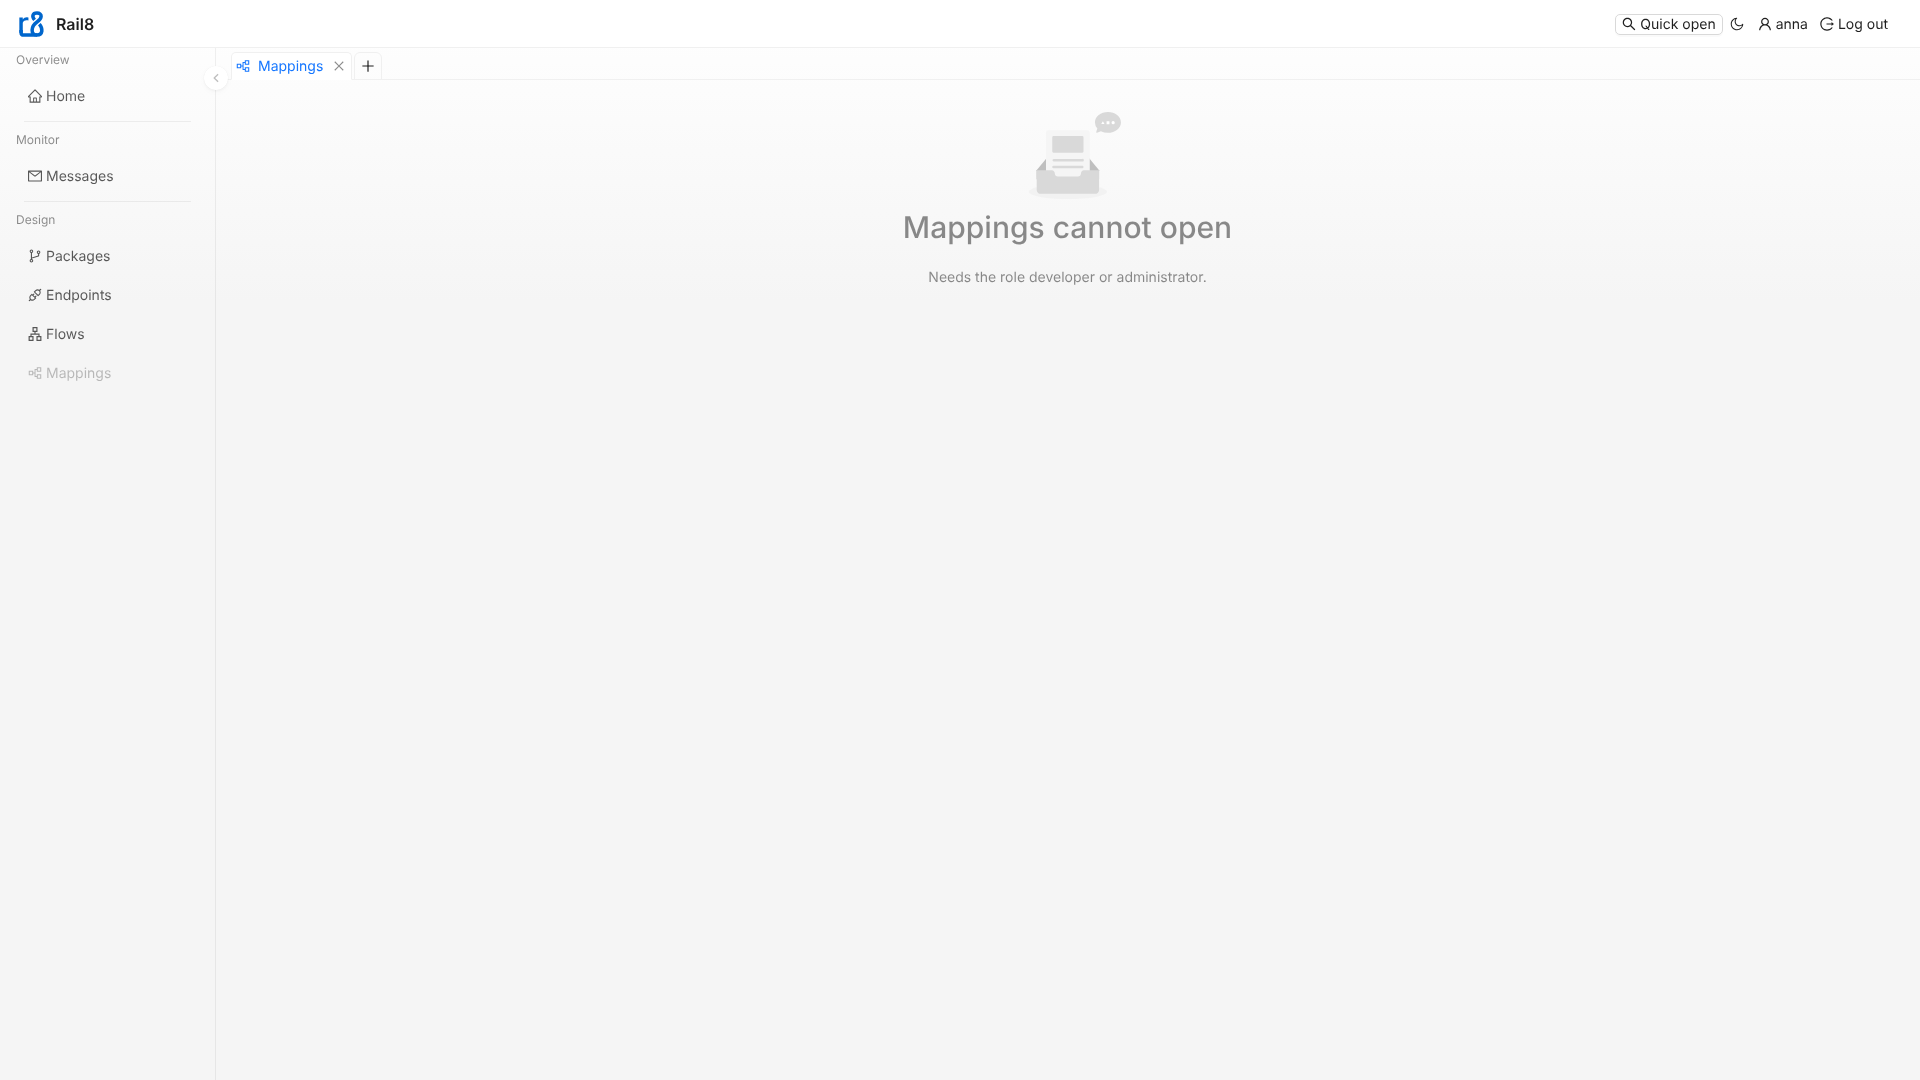 Rail8
Quick open
anna
Log out
Overview
Home
Monitor
Messages
Design
Packages
Endpoints
Flows
Mappings
Mappings
Mappings cannot open
Needs the role developer or administrator.